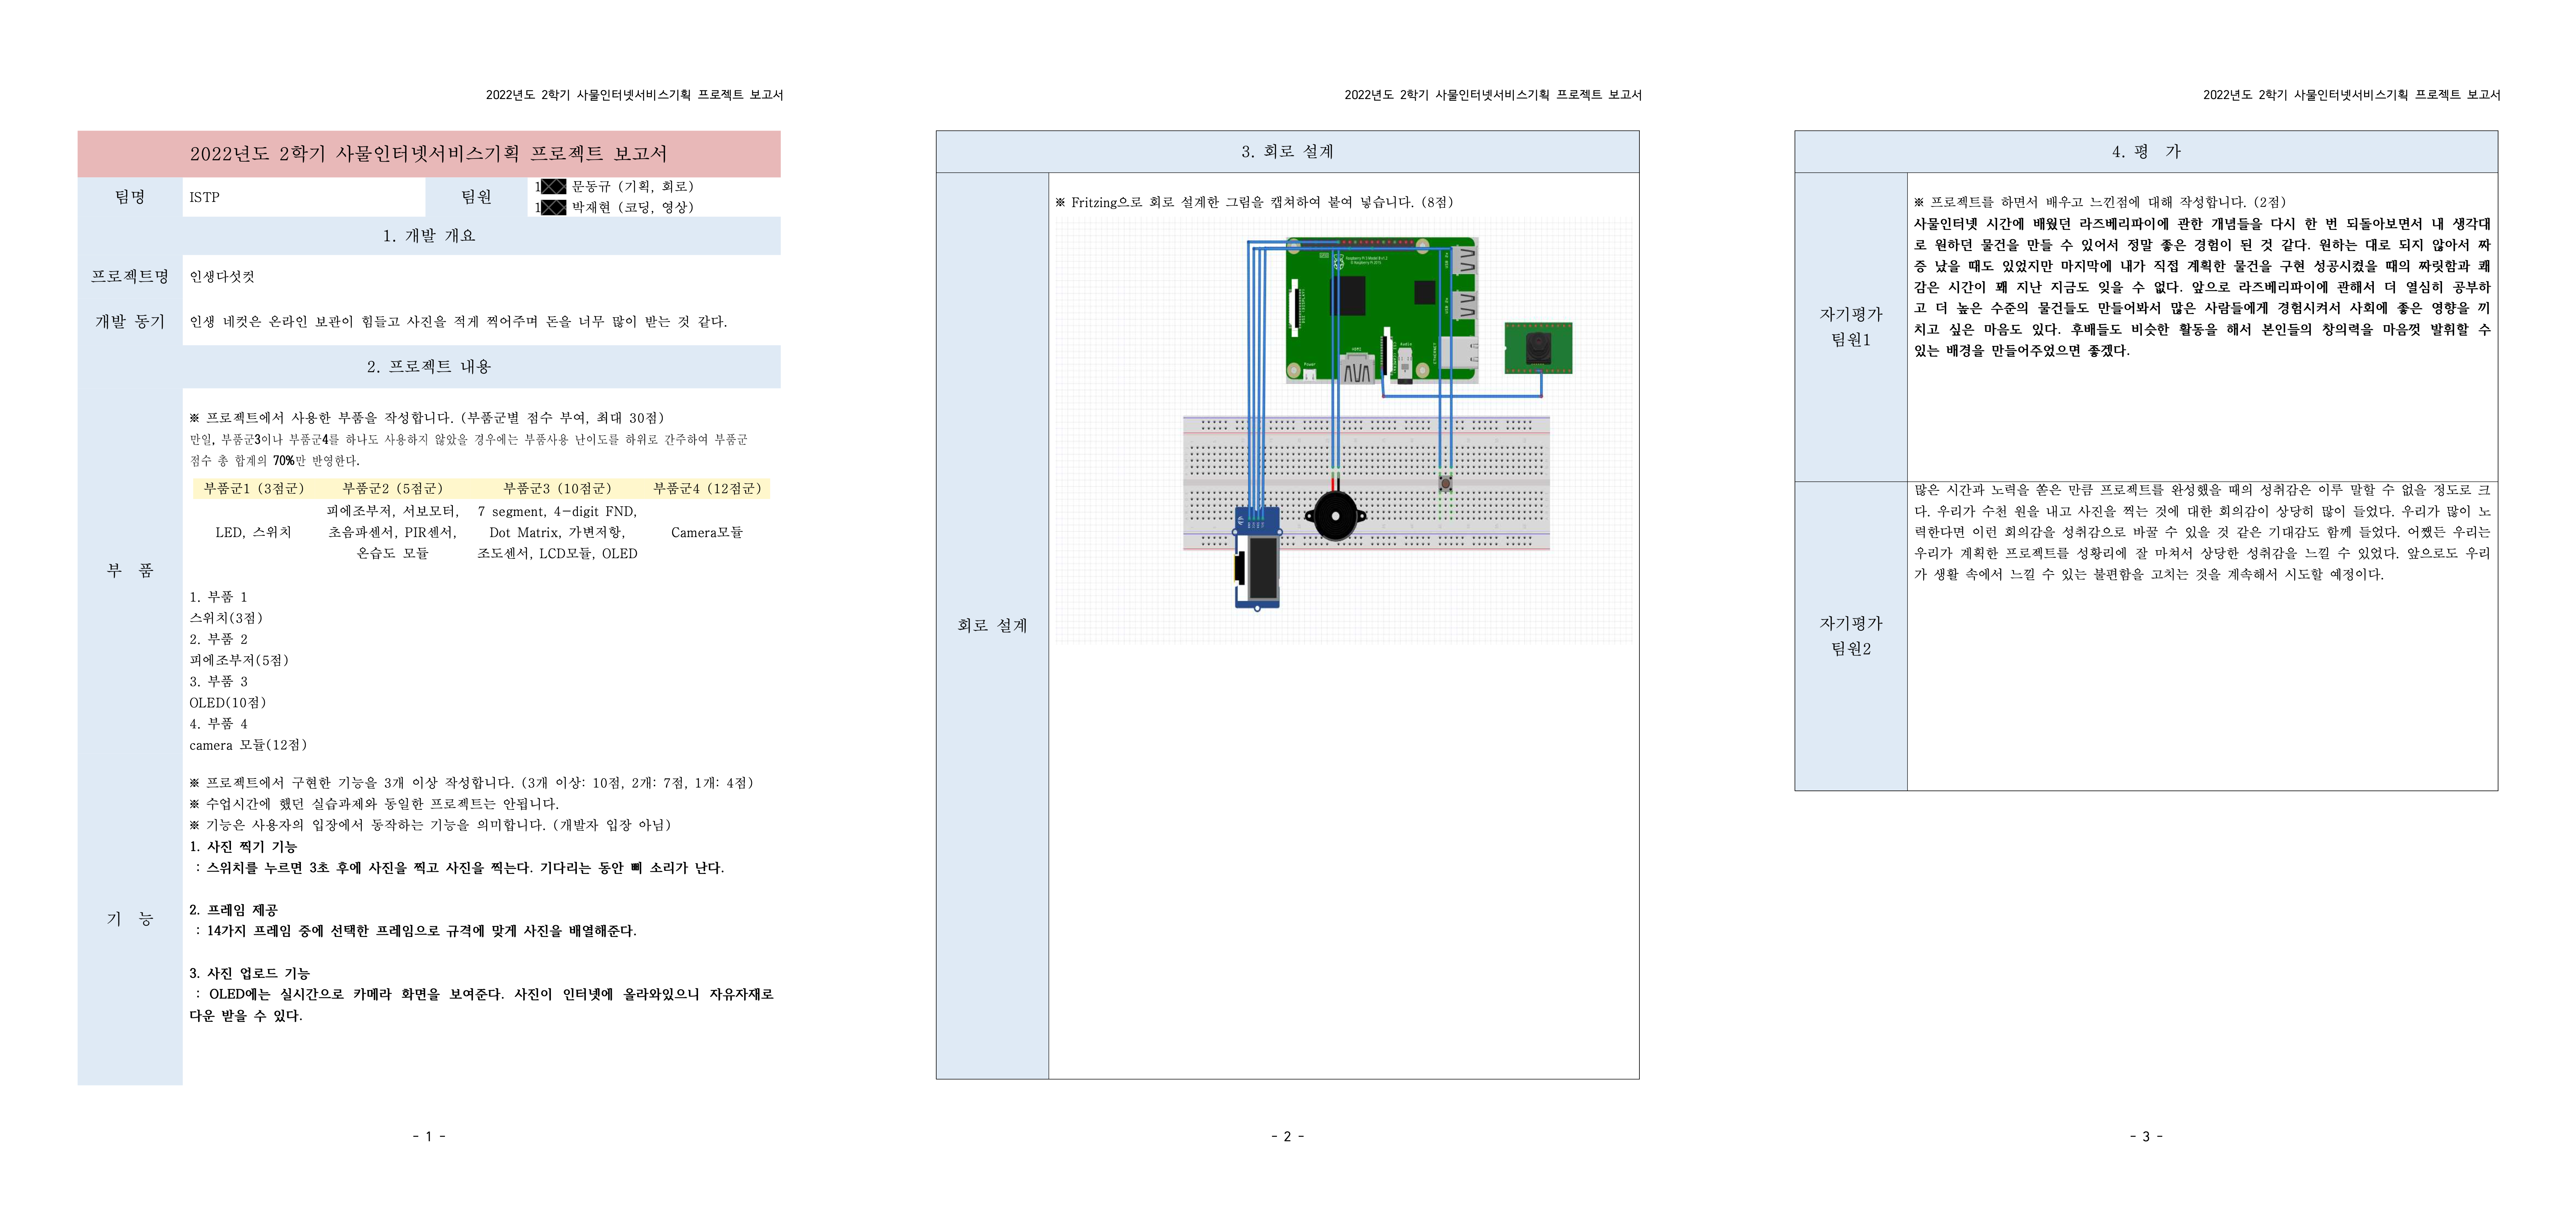 2022년도 2학기 사물인터넷서비스기획 프로젝트 보고서
2022년도 2학기 사물인터넷서비스기획 프로젝트 보고서
팀명
ISTP
팀원
1 문동규 (기획, 회로)
1 박재현 (코딩, 영상)
1. 개발 개요
프로젝트명
인생다섯컷
개발 동기
인생 네컷은 온라인 보관이 힘들고 사진을 적게 찍어주며 돈을 너무 많이 받는 것 같다.
2. 프로젝트 내용
부 품
※ 프로젝트에서 사용한 부품을 작성합니다. (부품군별 점수 부여, 최대 30점)
만일, 부품군3이나 부품군4를 하나도 사용하지 않았을 경우에는 부품사용 난이도를 하위로 간주하여 부품군
점수 총 합계의 70%만 반영한다.
부품군1 (3점군) 부품군2 (5점군) 부품군3 (10점군) 부품군4 (12점군)
피에조부저, 서보모터, 7 segment, 4-digit FND,
LED, 스위치 초음파센서, PIR센서, Dot Matrix, 가변저항, Camera모듈
온습도 모듈 조도센서, LCD모듈, OLED
1. 부품 1
스위치(3점)
2. 부품 2
피에조부저(5점)
3. 부품 3
OLED(10점)
4. 부품 4
camera 모듈(12점)
기 능
※ 프로젝트에서 구현한 기능을 3개 이상 작성합니다. (3개 이상: 10점, 2개: 7점, 1개: 4점)
※ 수업시간에 했던 실습과제와 동일한 프로젝트는 안됩니다.
※ 기능은 사용자의 입장에서 동작하는 기능을 의미합니다. (개발자 입장 아님)
1. 사진 찍기 기능
: 스위치를 누르면 3초 후에 사진을 찍고 사진을 찍는다. 기다리는 동안 삐 소리가 난다.
2. 프레임 제공
: 14가지 프레임 중에 선택한 프레임으로 규격에 맞게 사진을 배열해준다.
3. 사진 업로드 기능
: OLED에는 실시간으로 카메라 화면을 보여준다. 사진이 인터넷에 올라와있으니 자유자재로
다운 받을 수 있다.
- 1 -
2022년도 2학기 사물인터넷서비스기획 프로젝트 보고서
3. 회로 설계
회로 설계
※ Fritzing으로 회로 설계한 그림을 캡쳐하여 붙여 넣습니다. (8점)
- 2 -
2022년도 2학기 사물인터넷서비스기획 프로젝트 보고서
4. 평 가
자기평가
팀원1
※ 프로젝트를 하면서 배우고 느낀점에 대해 작성합니다. (2점)
사물인터넷 시간에 배웠던 라즈베리파이에 관한 개념들을 다시 한 번 되돌아보면서 내 생각대
로 원하던 물건을 만들 수 있어서 정말 좋은 경험이 된 것 같다. 원하는 대로 되지 않아서 짜
증 났을 때도 있었지만 마지막에 내가 직접 계획한 물건을 구현 성공시켰을 때의 짜릿함과 쾌
감은 시간이 꽤 지난 지금도 잊을 수 없다. 앞으로 라즈베리파이에 관해서 더 열심히 공부하
고 더 높은 수준의 물건들도 만들어봐서 많은 사람들에게 경험시켜서 사회에 좋은 영향을 끼
치고 싶은 마음도 있다. 후배들도 비슷한 활동을 해서 본인들의 창의력을 마음껏 발휘할 수
있는 배경을 만들어주었으면 좋겠다.
자기평가
팀원2
많은 시간과 노력을 쏟은 만큼 프로젝트를 완성했을 때의 성취감은 이루 말할 수 없을 정도로 크
다. 우리가 수천 원을 내고 사진을 찍는 것에 대한 회의감이 상당히 많이 들었다. 우리가 많이 노
력한다면 이런 회의감을 성취감으로 바꿀 수 있을 것 같은 기대감도 함께 들었다. 어쨌든 우리는
우리가 계획한 프로젝트를 성황리에 잘 마쳐서 상당한 성취감을 느낄 수 있었다. 앞으로도 우리
가 생활 속에서 느낄 수 있는 불편함을 고치는 것을 계속해서 시도할 예정이다.
- 3 -